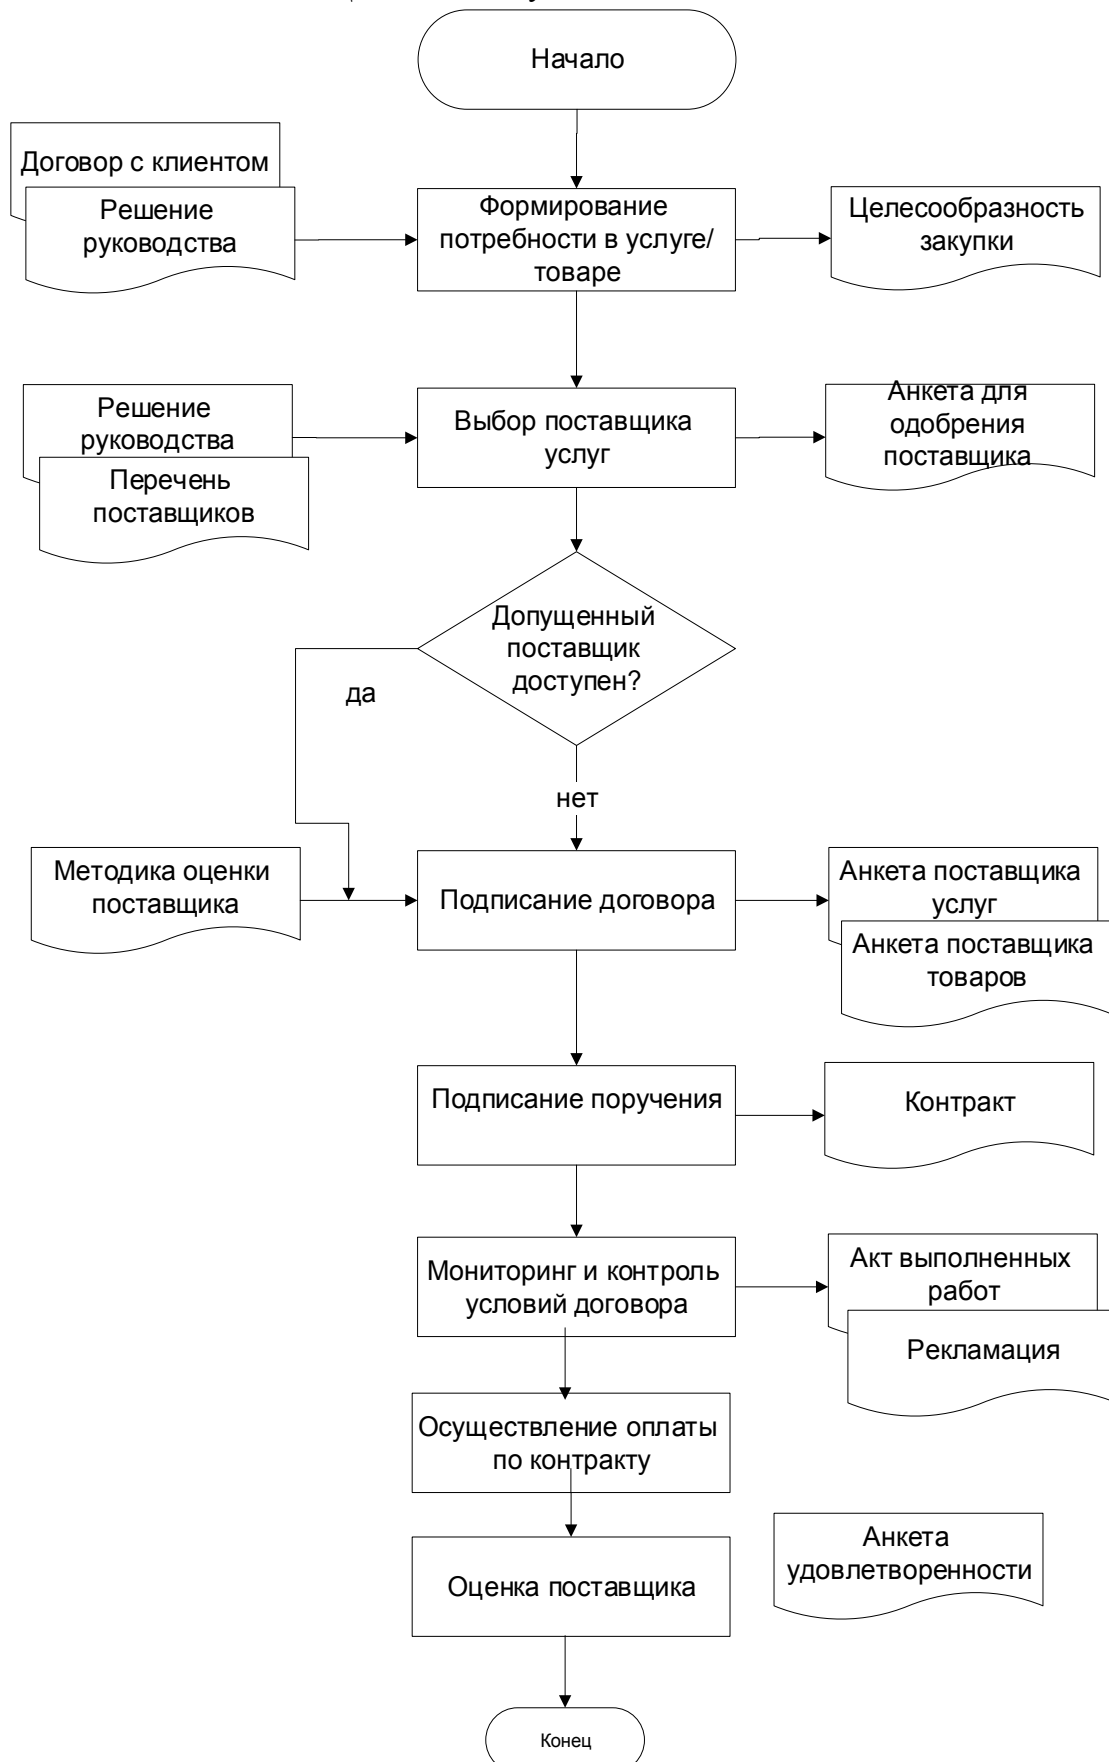 Начало
Договор с клиентом
Решение
руководства
Формирование
потребности в услуге/
товаре
Целесообразность
закупки
Решение
руководства
Перечень
поставщиков
Выбор поставщика
услуг
Анкета для
одобрения
поставщика
Допущенный
поставщик
доступен?
да
нет
Методика оценки
поставщика
Подписание договора
Анкета поставщика
услуг
Анкета поставщика
товаров
Подписание поручения
Контракт
Мониторинг и контроль
условий договора
Акт выполненных
работ
Рекламация
Осуществление оплаты
по контракту
Оценка поставщика
Анкета
удовлетворенности
Конец